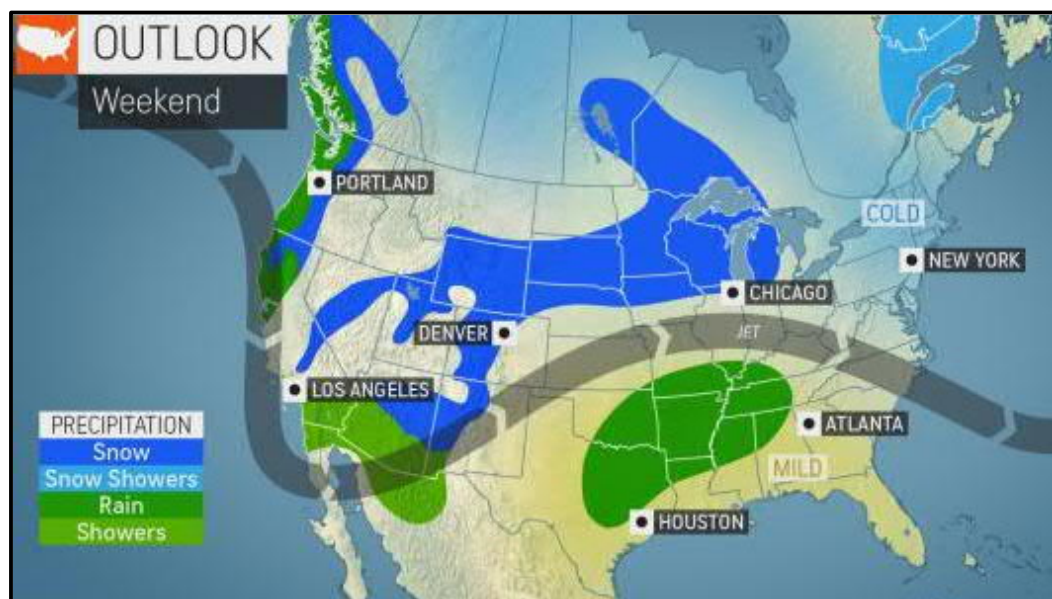 OUTLOOK
Weekend
PORTLAND
COLD
NEW YORK
CHICAGO
DENVER
JET
LOS ANGELES
ATLANTA
MILD
HOUSTON
PRECIPITATION
Snow
Snow Showers
Rain
Showers